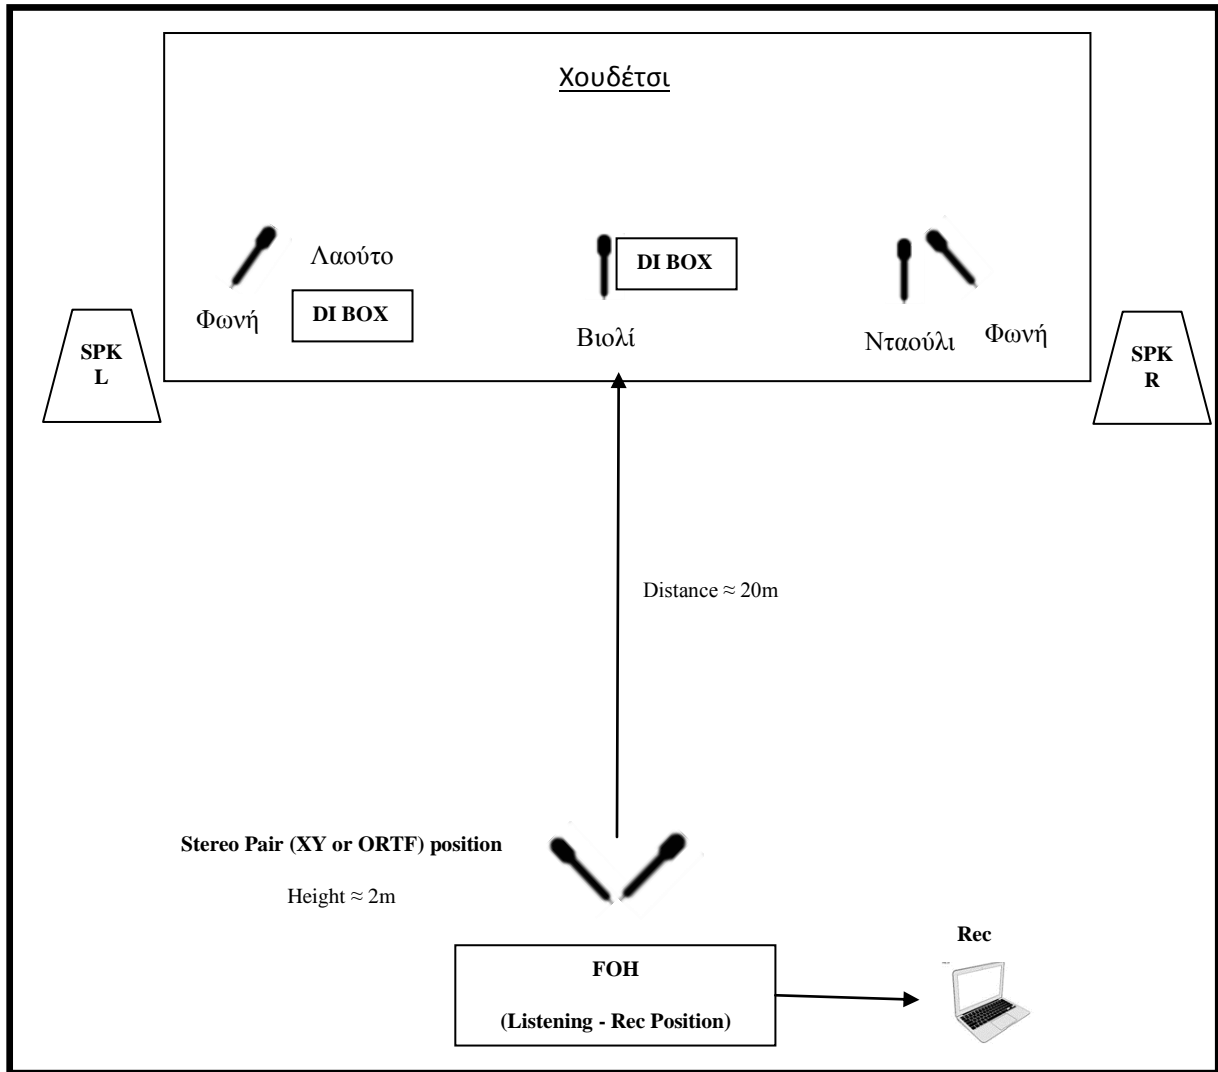 Χουδέτσι
Λαούτο
DI BOX
Φωνή
DI BOX
Βιολί
Νταούλι
Φωνή
SPK
L
SPK
R
Distance ≈ 20m
Stereo Pair (XY or ORTF) position
Height ≈ 2m
FOH
(Listening - Rec Position)
Rec